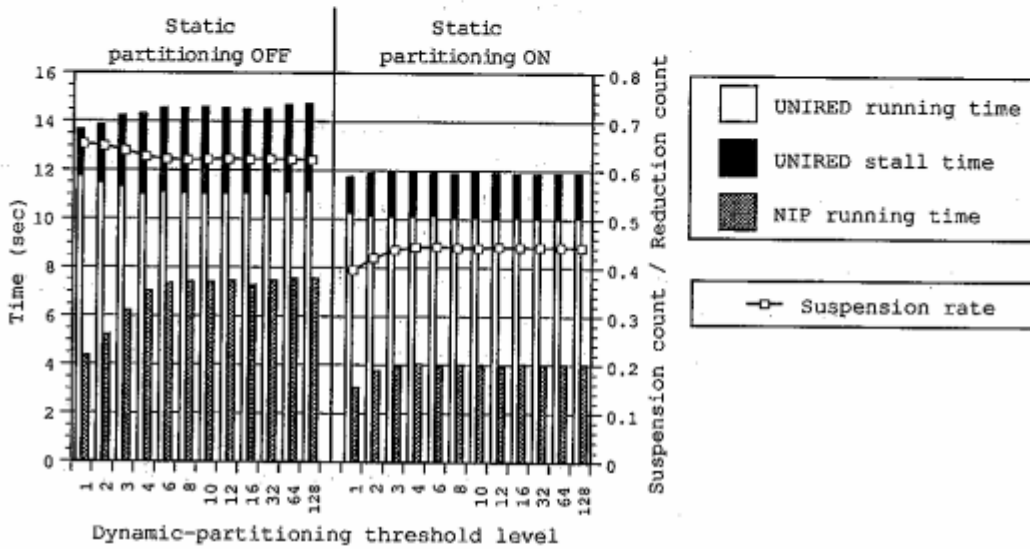 Static
partitioning OFF
Static
partitioning ON
Time (sec)
16
14
12
10
8
6
4
2
0
0.8
0.7
0.6
0.5
0.4
0.3
0.2
0.1
0
Suspension count / Reduction count
1 2 3 4 6 8 10 12 16 32 64 128
1 2 3 4 6 8 10 12 16 32 64 128
Dynamic-partitioning threshold level
UNIRED running time
UNIRED stall time
NIP running time
Suspension rate